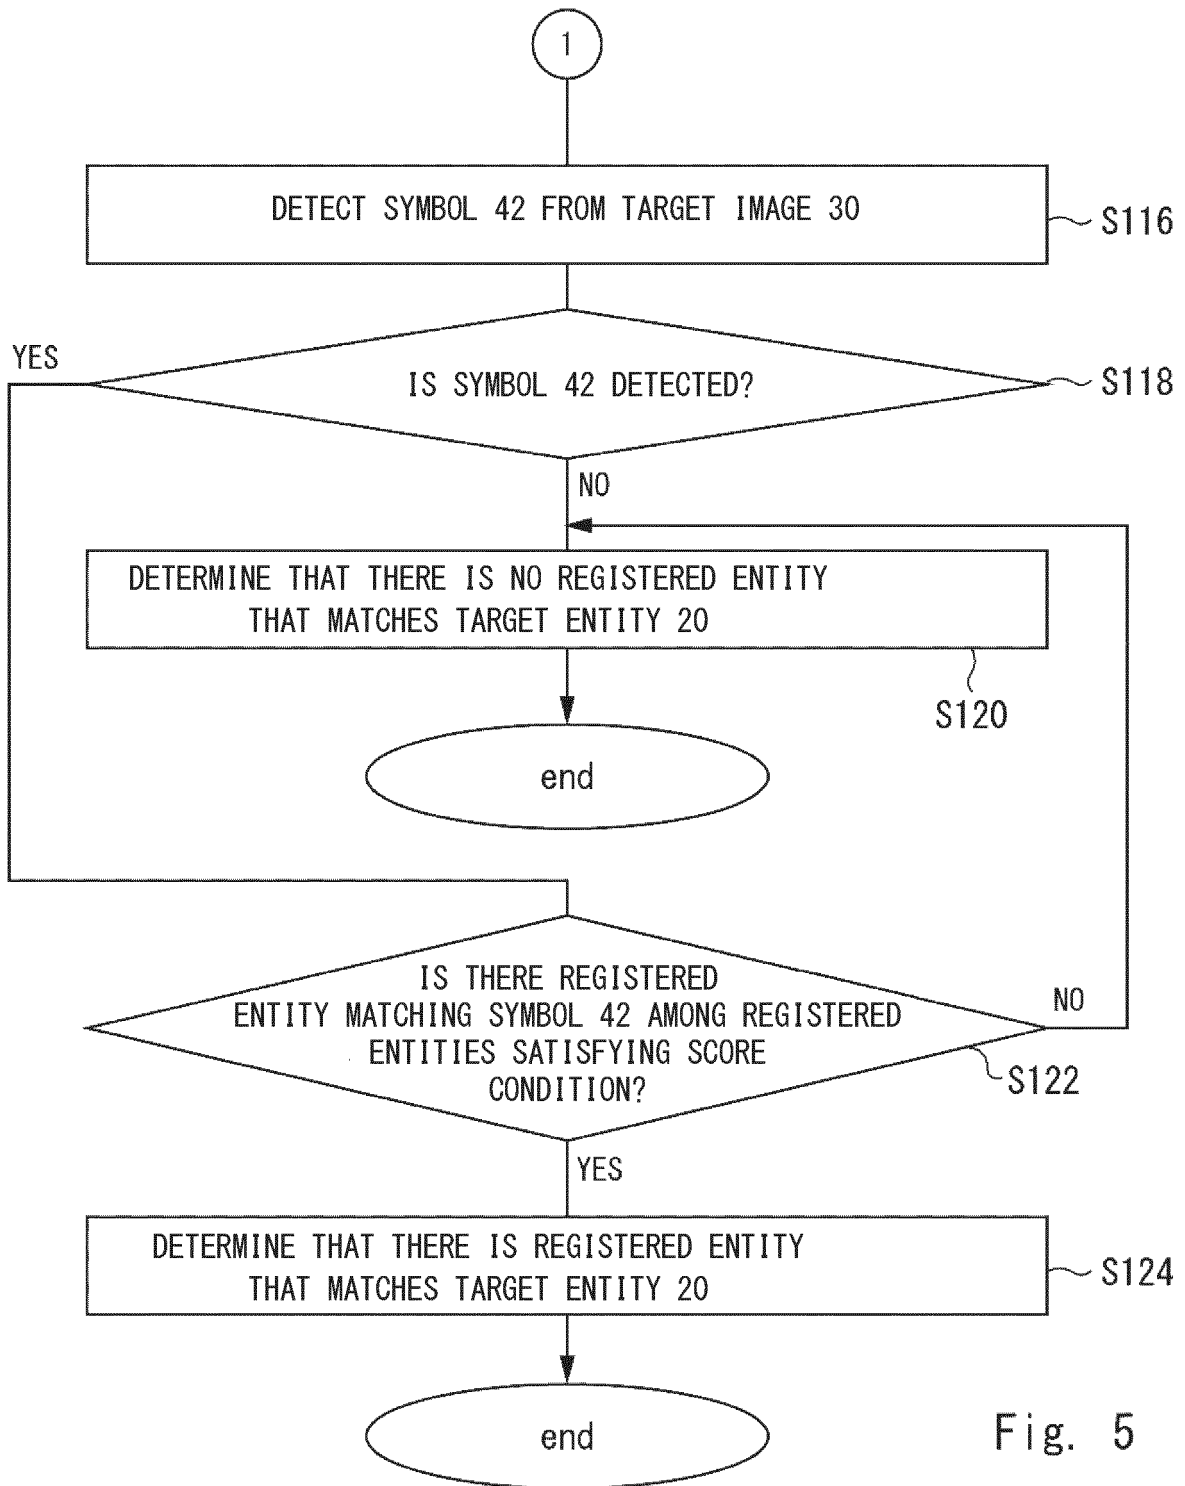 1
DETECT SYMBOL 42 FROM TARGET IMAGE 30
S116
YES
IS SYMBOL 42 DETECTED?
S118
NO
DETERMINE THAT THERE IS NO REGISTERED ENTITY
THAT MATCHES TARGET ENTITY 20
S120
end
IS THERE REGISTERED
ENTITY MATCHING SYMBOL 42 AMONG REGISTERED
ENTITIES SATISFYING SCORE
CONDITION?
NO
S122
YES
DETERMINE THAT THERE IS REGISTERED ENTITY
THAT MATCHES TARGET ENTITY 20
S124
end
Fig. 5